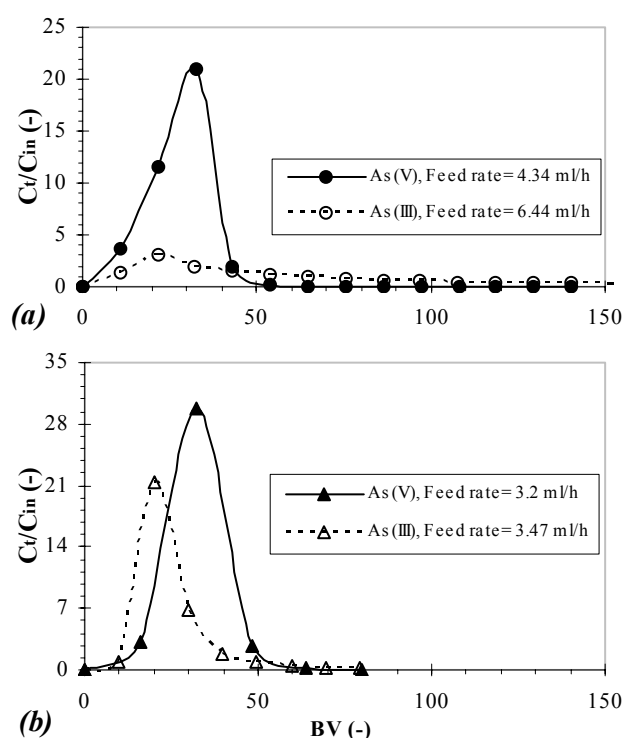 25
20
15
10
5
0
Ct/Cin (-)
As(V), Feed rate= 4.34 ml/h
As(III), Feed rate= 6.44 ml/h
0 50 100 150
(a)
35
28
21
14
7
0
Ct/Cin (-)
As(V), Feed rate= 3.2 ml/h
As(III), Feed rate= 3.47 ml/h
0 50 100 150
(b)
BV (-)